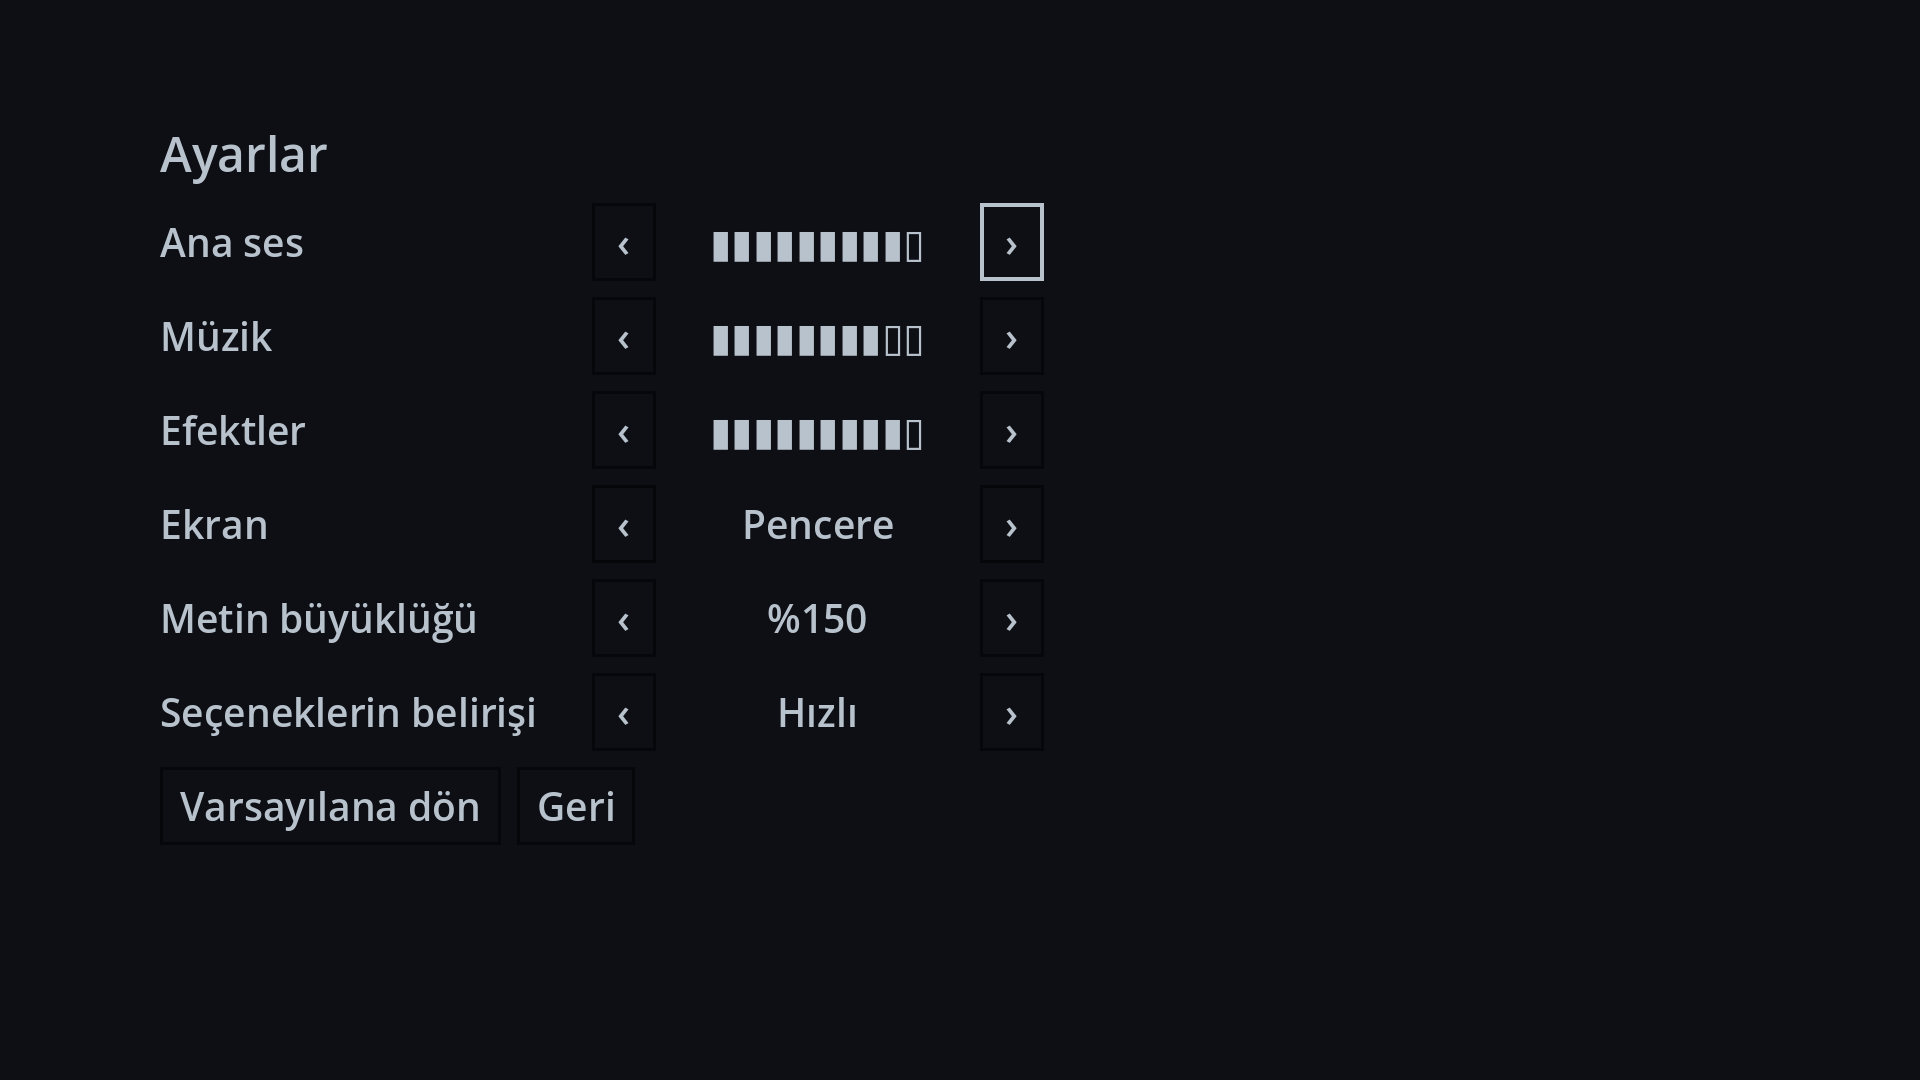 Ayarlar
Ana ses ‹ ▮▮▮▮▮▮▮▮▮▯ ›
Müzik ‹ ▮▮▮▮▮▮▮▮▯▯ ›
Efektler ‹ ▮▮▮▮▮▮▮▮▮▯ ›
Ekran ‹ Pencere ›
Metin büyüklüğü ‹ %150 ›
Seçeneklerin belirişi ‹ Hızlı ›
Varsayılana dön Geri